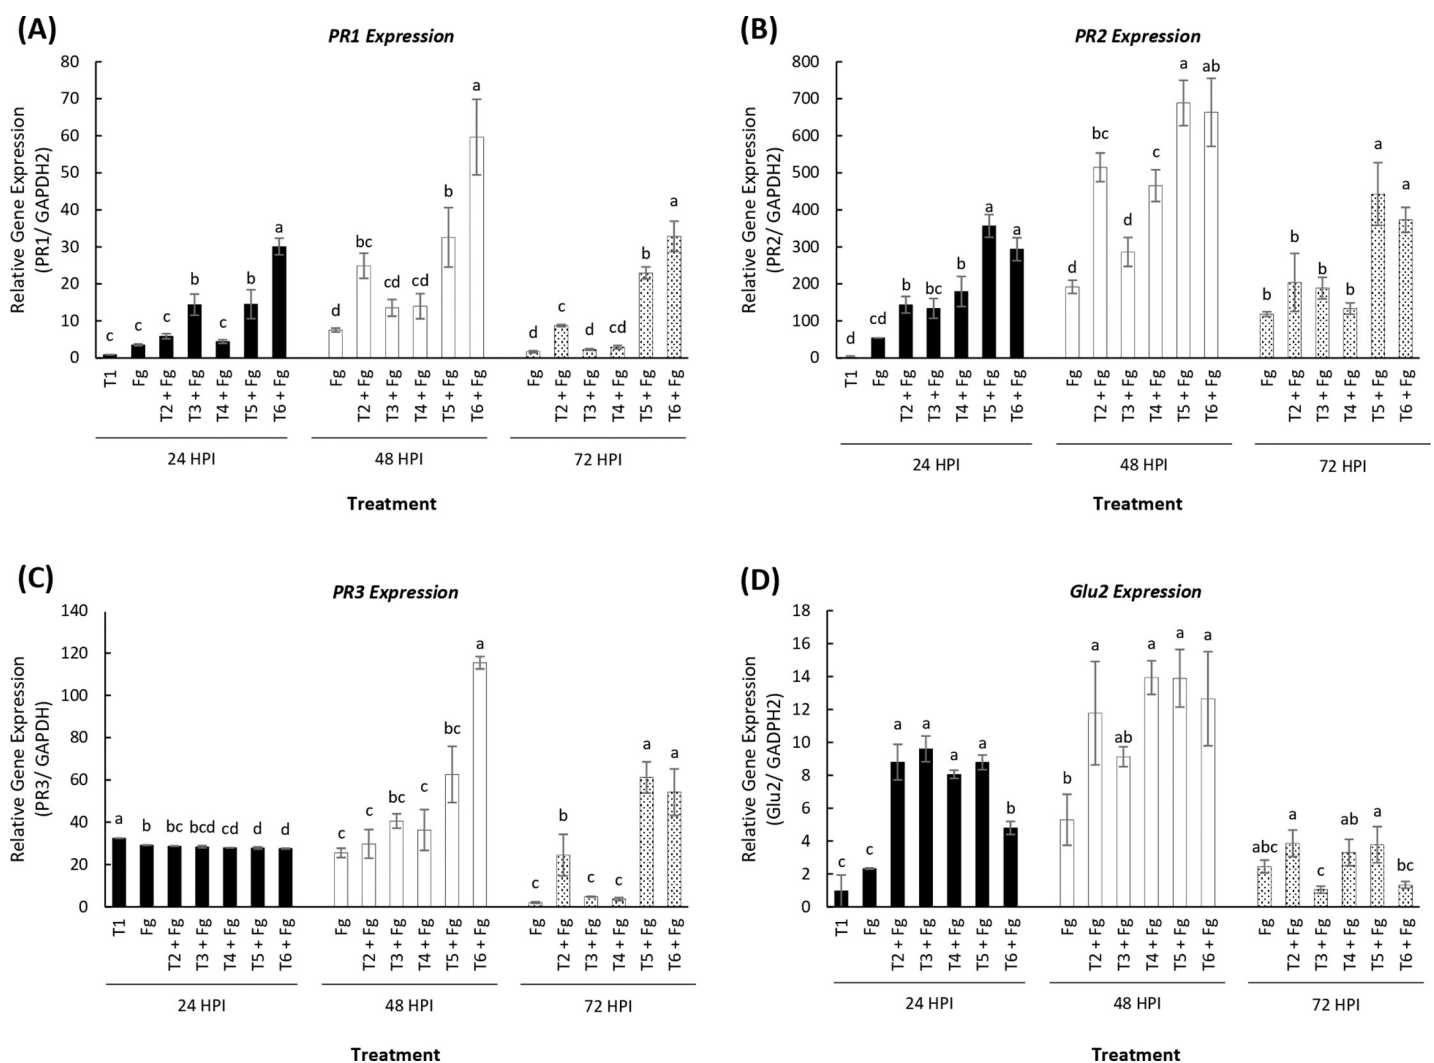 (A)
PR1 Expression
Relative Gene Expression
(PR1/ GAPDH2)
80
70
60
50
40
30
20
10
0
c c c b c b a
d bc cd cd b a
d c d cd b a
T1 Fg T2 + Fg T3 + Fg T4 + Fg T5 + Fg T6 + Fg
Fg T2 + Fg T3 + Fg T4 + Fg T5 + Fg T6 + Fg
Fg T2 + Fg T3 + Fg T4 + Fg T5 + Fg T6 + Fg
24 HPI 48 HPI 72 HPI
Treatment
(B)
PR2 Expression
Relative Gene Expression
(PR2/ GAPDH2)
800
700
600
500
400
300
200
100
0
d cd b bc b a a
d bc d c a ab
b b b b a a
T1 Fg T2 + Fg T3 + Fg T4 + Fg T5 + Fg T6 + Fg
Fg T2 + Fg T3 + Fg T4 + Fg T5 + Fg T6 + Fg
Fg T2 + Fg T3 + Fg T4 + Fg T5 + Fg T6 + Fg
24 HPI 48 HPI 72 HPI
Treatment
(C)
PR3 Expression
Relative Gene Expression
(PR3/ GAPDH)
140
120
100
80
60
40
20
0
a b bc bcd cd d d
c c bc c bc a
c b c c a a
T1 Fg T2 + Fg T3 + Fg T4 + Fg T5 + Fg T6 + Fg
Fg T2 + Fg T3 + Fg T4 + Fg T5 + Fg T6 + Fg
Fg T2 + Fg T3 + Fg T4 + Fg T5 + Fg T6 + Fg
24 HPI 48 HPI 72 HPI
Treatment
(D)
Glu2 Expression
Relative Gene Expression
(Glu2/ GADPH2)
18
16
14
12
10
8
6
4
2
0
c c a a a a b
b a ab a a a
abc a c ab a bc
T1 Fg T2 + Fg T3 + Fg T4 + Fg T5 + Fg T6 + Fg
Fg T2 + Fg T3 + Fg T4 + Fg T5 + Fg T6 + Fg
Fg T2 + Fg T3 + Fg T4 + Fg T5 + Fg T6 + Fg
24 HPI 48 HPI 72 HPI
Treatment